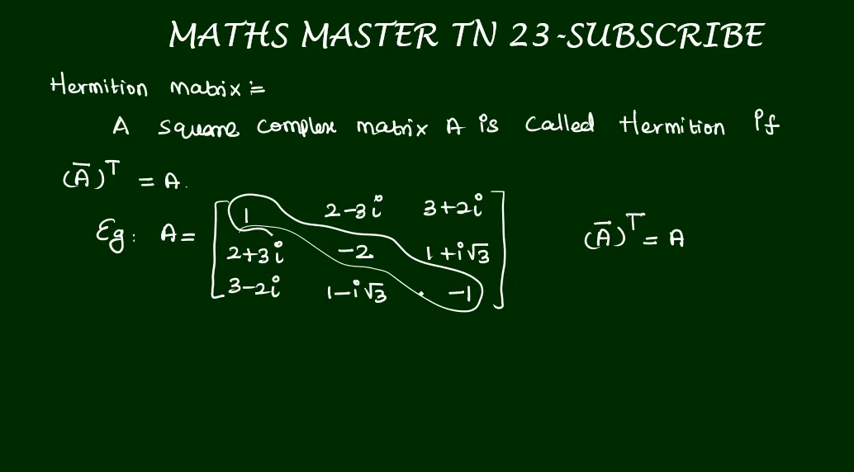 MATHS MASTER TN 23-SUBSCRIBE
Hermition matrix :=
A square complex matrix A is called Hermition if
(A̅)ᵀ = A.
Eg: A = [ 1 2-3i 3+2i
2+3i -2 1+i√3
3-2i 1-i√3 -1 ] (A̅)ᵀ = A